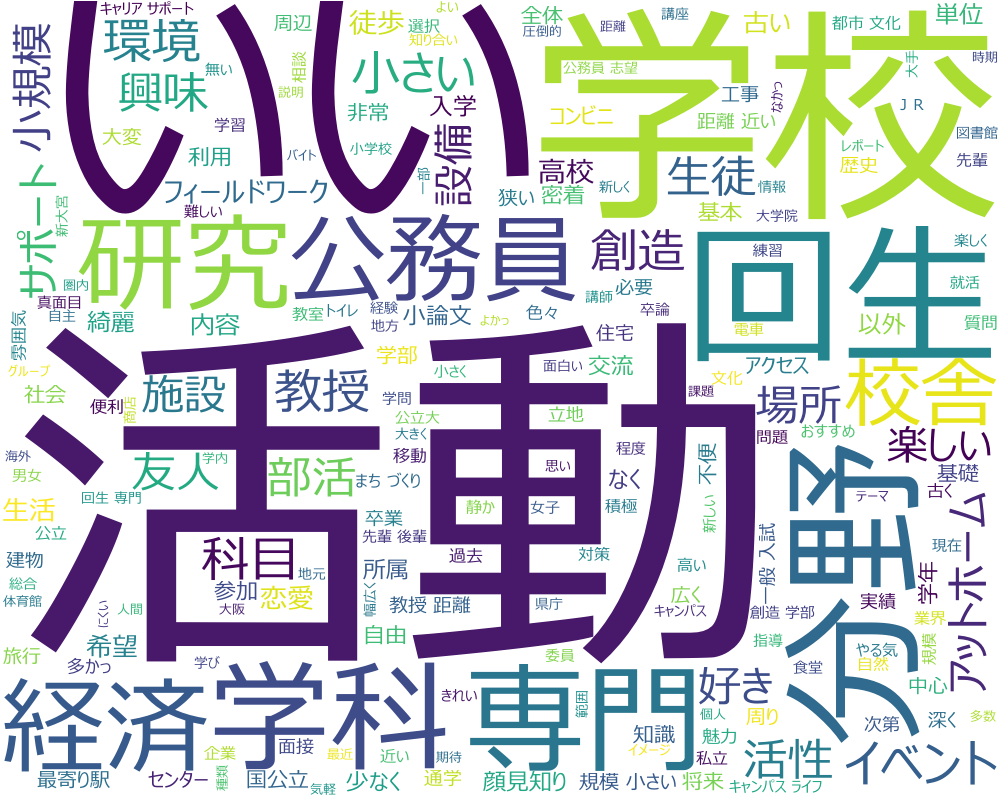 いい
学校
活動
環境
興味
小規模
徒歩
周辺
小さい
全体
圧倒的
選択
よい
知り合い
キャリア サポート
無い
説明
相談
非常
入学
設備
大変
学習
利用
バイト
小学校
一部
フィールドワーク
難しい
サポート
新大宮
距離
講座
古い
都市 文化
単位
大手
時期
公務員 志望
なかっ
工事
JR
コンビニ
距離 近い
図書館
レポート
歴史
先輩
高校
密着
生徒
狭い
新しく
情報
基本
大学院
研究
公務員
創造
回生
練習
楽しく
就活
講師
必要
以外
質問
電車
圏内
真面目
自主
綺麗
内容
教室
トイレ
経験
地方
小論文
色々
よかっ
卒論
住宅
雰囲気
グループ
社会
便利
商店
施設
教授
学部
学問
公立大
大きく
小さく
面白い
交流
アクセス
文化
課題
場所
校舎
立地
移動
まち づくり
程度
問題
おすすめ
楽しい
海外
男女
学内
友人
部活
回生 専門
静か
思い
女子
なく
積極
不便
新しい
分野
テーマ
基礎
古く
生活
公立
卒業
先輩 後輩
過去
対策
高い
一般 入試
現在
アットホーム
建物
総合
体育館
科目
地元
所属
参加
恋愛
大阪
幅広く
教授 距離
県庁
広く
キャンパス
創造 学部
実績
学年
人間
にくい
希望
旅行
多かっ
学び
自由
委員
指導
業界
やる気
食堂
自然
規模
中心
経済
学科
専門
きれい
範囲
好き
個人
周り
次第
深く
多数
魅力
知識
イメージ
活性
イベント
最寄り駅
センター
企業
種類
面接
最近
近い
期待
国公立
気軽
少なく
通学
顔見知り
規模 小さい
将来
キャンパス ライフ